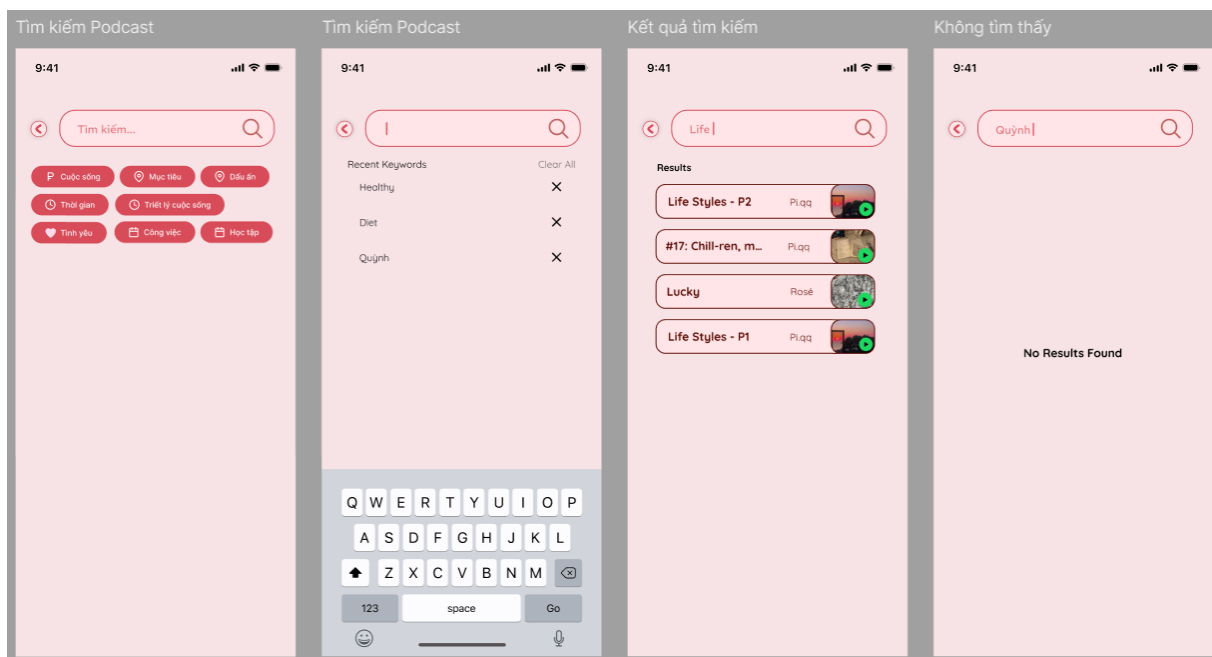 Tìm kiếm Podcast
9:41
Tìm kiếm...
Cuộc sống Mục tiêu Dấu ấn
Thời gian Triết lý cuộc sống
Tình yêu Công việc Học tập
Tìm kiếm Podcast
9:41
Recent Keywords Clear All
Healthy
Diet
Quỳnh
Q W E R T Y U I O P
A S D F G H J K L
Z X C V B N M
123 space Go
Kết quả tìm kiếm
9:41
Life
Results
Life Styles - P2 Pi.qq
#17: Chill-ren, m... Pi.qq
Lucky Rosé
Life Styles - P1 Pi.qq
Không tìm thấy
9:41
Quỳnh
No Results Found